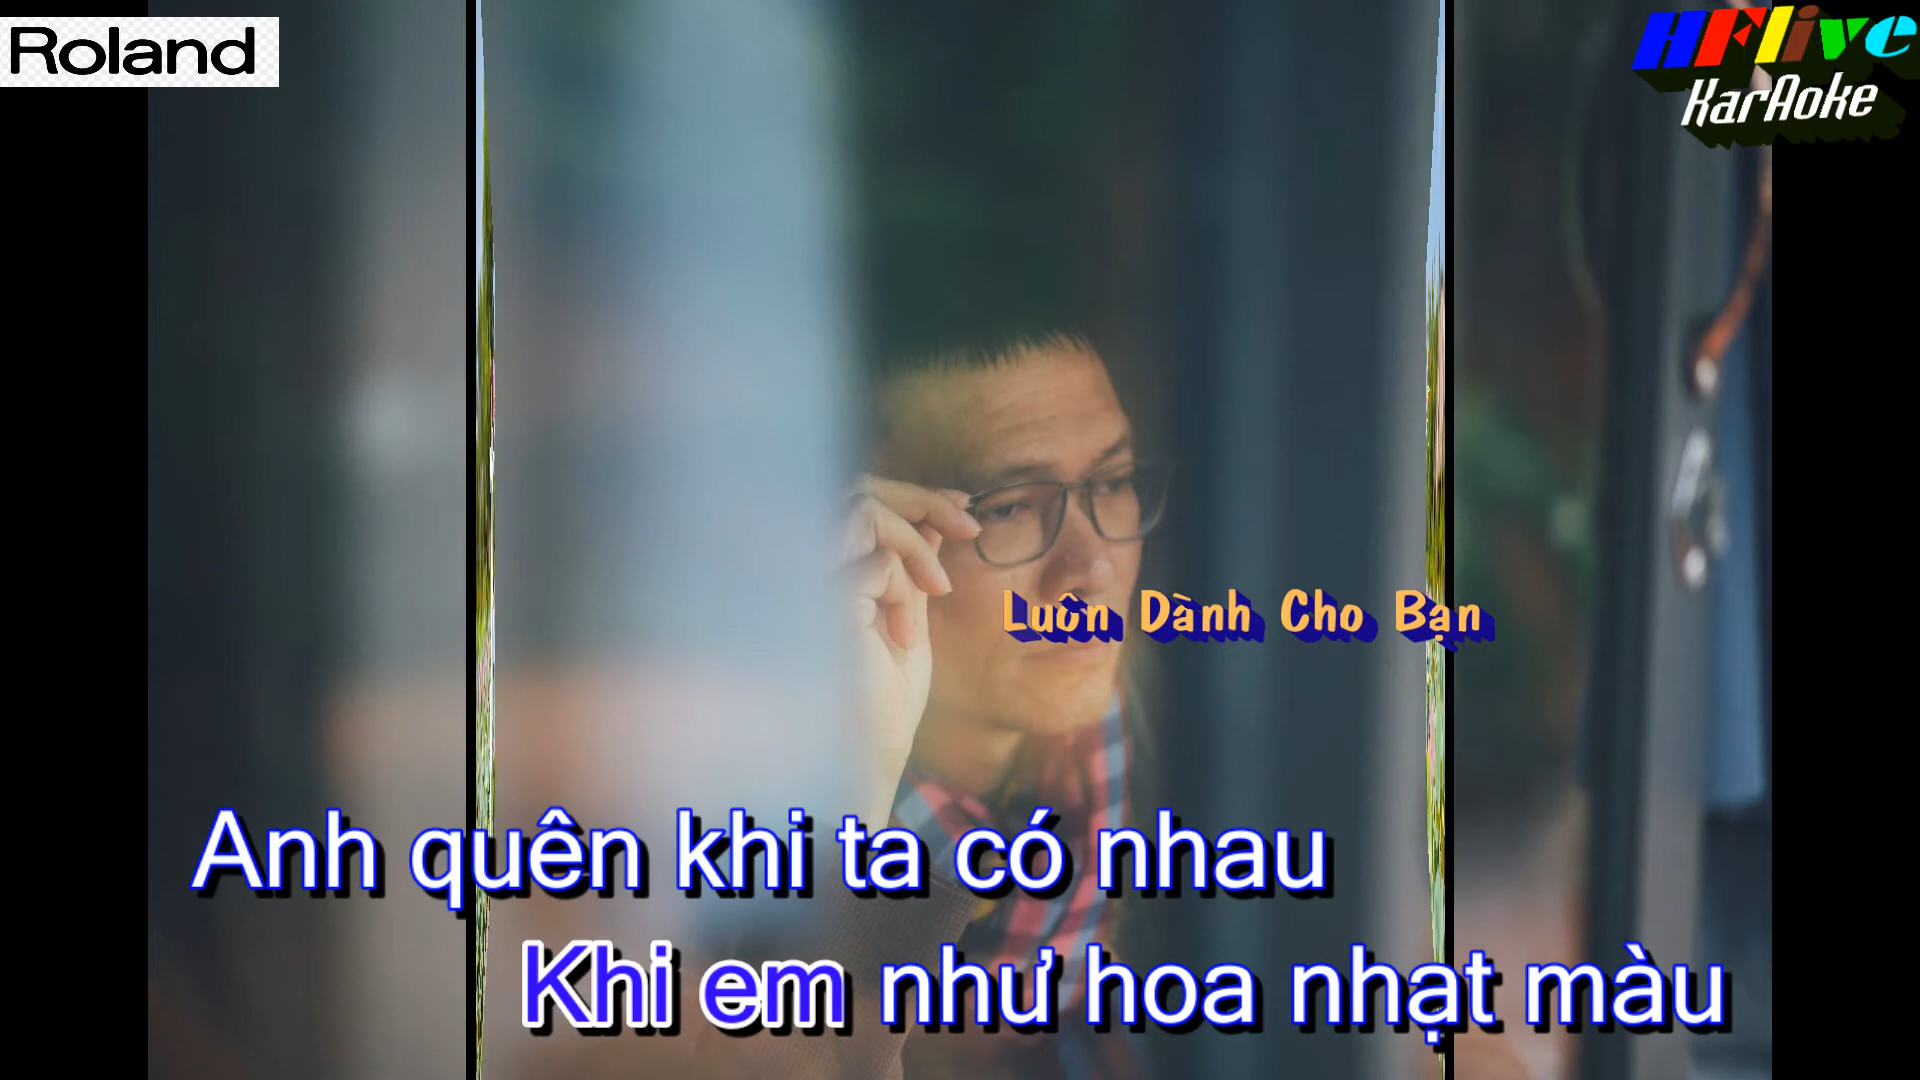 Roland
HFlive
KarAoke
Luôn Dành Cho Bạn
Anh quên khi ta có nhau
Khi em như hoa nhạt màu